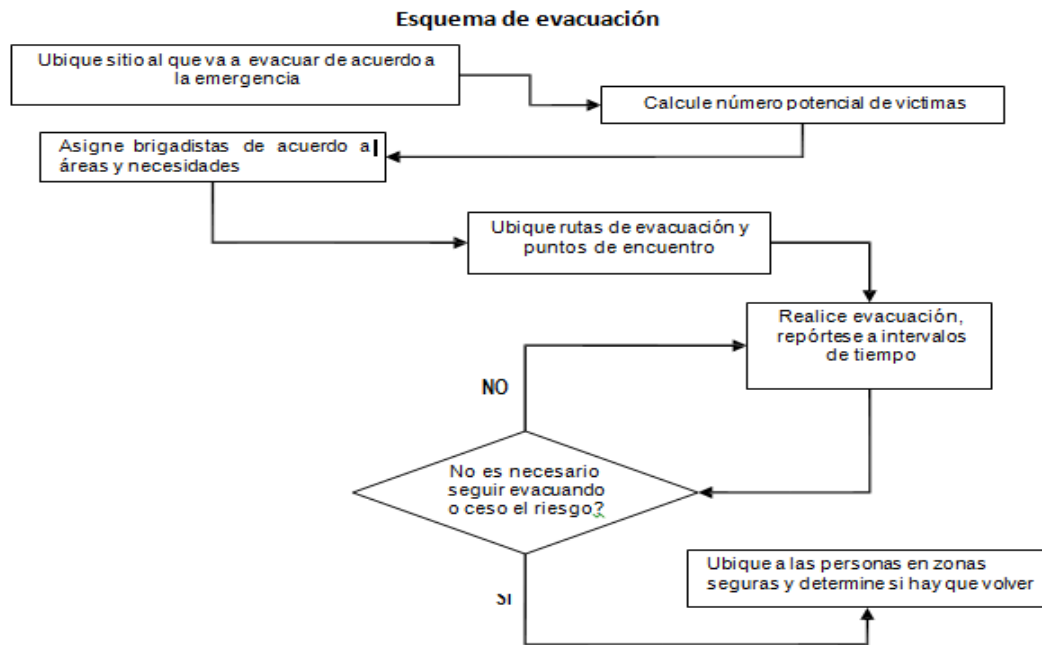 Esquema de evacuación
Ubique sitio al que va a evacuar de acuerdo a
la emergencia
Calcule número potencial de victimas
Asigne brigadistas de acuerdo a
áreas y necesidades
Ubique rutas de evacuación y
puntos de encuentro
Realice evacuación,
repórtese a intervalos
de tiempo
NO
No es necesario
seguir evacuando
o ceso el riesgo?
SI
Ubique a las personas en zonas
seguras y determine si hay que volver